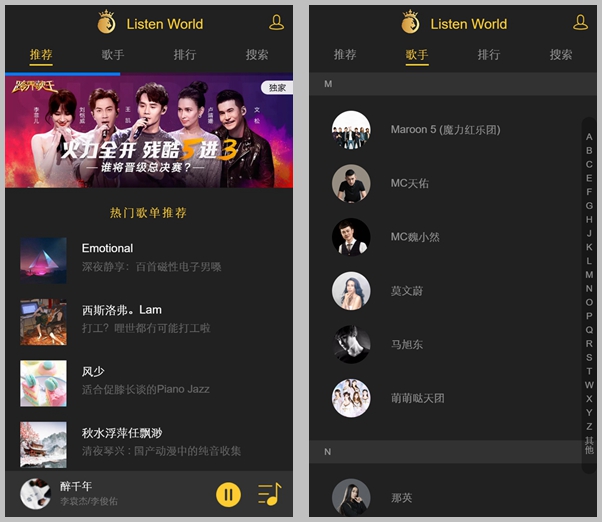 Listen World
推荐
歌手
排行
搜索
跨界歌王
独家
李菲儿
刘恺威
王凯
卢靖姗
文松
火力全开 残酷5进3
—谁将晋级总决赛？—
热门歌单推荐
Emotional
深夜静享：百首磁性电子男嗓
西斯洛弗。Lam
打工？哩世都冇可能打工啦
风少
适合促膝长谈的Piano Jazz
秋水浮萍任飘渺
清夜琴兴 : 国产动漫中的纯音收集
醉千年
李袁杰/李俊佑
Listen World
推荐
歌手
排行
搜索
M
Maroon 5 (魔力红乐团)
MC天佑
MC魏小然
莫文蔚
马旭东
萌萌哒天团
N
那英
A
B
C
E
F
G
H
J
K
L
M
N
O
P
Q
R
S
T
W
X
Y
Z
其
他